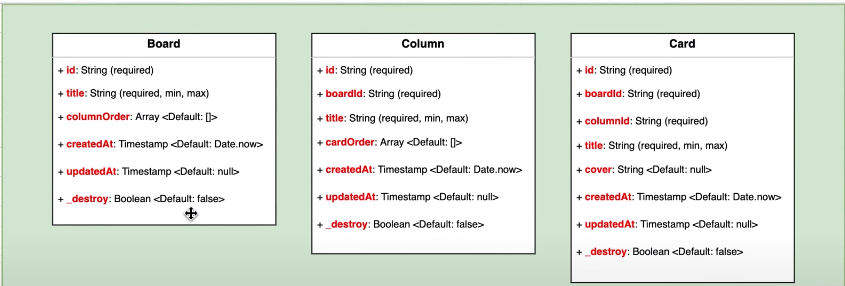 Board
+ id: String (required)
+ title: String (required, min, max)
+ columnOrder: Array <Default: []>
+ createdAt: Timestamp <Default: Date.now>
+ updatedAt: Timestamp <Default: null>
+ _destroy: Boolean <Default: false>
Column
+ id: String (required)
+ boardId: String (required)
+ title: String (required, min, max)
+ cardOrder: Array <Default: []>
+ createdAt: Timestamp <Default: Date.now>
+ updatedAt: Timestamp <Default: null>
+ _destroy: Boolean <Default: false>
Card
+ id: String (required)
+ boardId: String (required)
+ columnId: String (required)
+ title: String (required, min, max)
+ cover: String <Default: null>
+ createdAt: Timestamp <Default: Date.now>
+ updatedAt: Timestamp <Default: null>
+ _destroy: Boolean <Default: false>